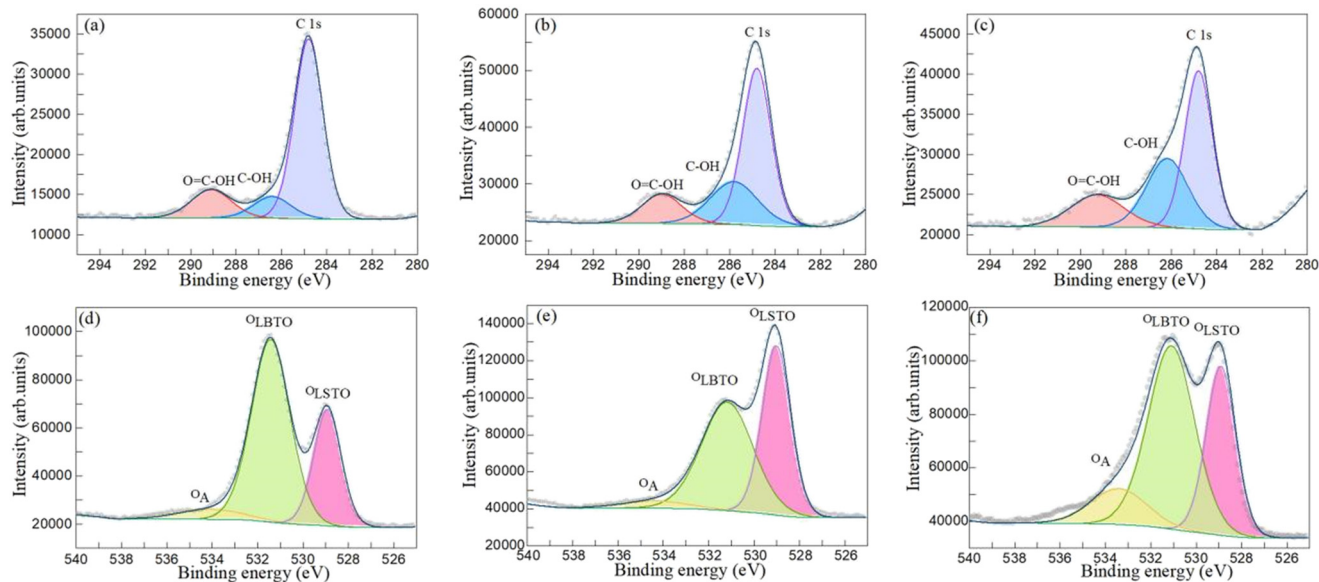 (a)
C 1s
35000
30000
25000
20000
15000
10000
O=C-OH
C-OH
294 292 290 288 286 284 282 280
Intensity (arb.units)
Binding energy (eV)
(b)
C 1s
60000
50000
40000
30000
20000
O=C-OH
C-OH
294 292 290 288 286 284 282 280
Intensity (arb.units)
Binding energy (eV)
(c)
C 1s
45000
40000
35000
30000
25000
20000
O=C-OH
C-OH
294 292 290 288 286 284 282 280
Intensity (arb.units)
Binding energy (eV)
(d)
OLBTO
OLSTO
OA
100000
80000
60000
40000
20000
540 538 536 534 532 530 528 526
Intensity (arb.units)
Binding energy (eV)
(e)
OLSTO
OLBTO
OA
140000
120000
100000
80000
60000
40000
20000
540 538 536 534 532 530 528 526
Intensity (arb.units)
Binding energy (eV)
(f)
OLBTO
OLSTO
OA
120000
100000
80000
60000
40000
540 538 536 534 532 530 528 526
Intensity (arb.units)
Binding energy (eV)